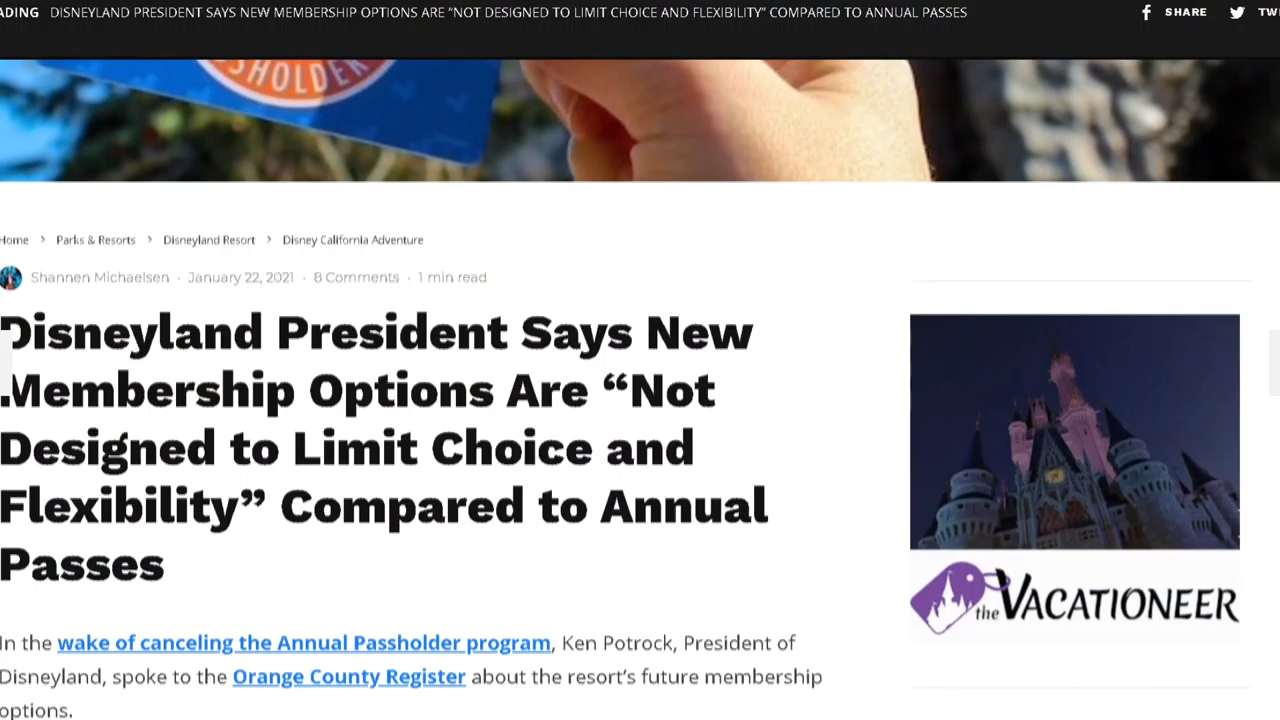 ADING DISNEYLAND PRESIDENT SAYS NEW MEMBERSHIP OPTIONS ARE “NOT DESIGNED TO LIMIT CHOICE AND FLEXIBILITY” COMPARED TO ANNUAL PASSES SHARE TW
SHOLDER
Home > Parks & Resorts > Disneyland Resort > Disney California Adventure
Shannen Michaelsen · January 22, 2021 · 8 Comments · 1 min read
Disneyland President Says New
Membership Options Are “Not
Designed to Limit Choice and
Flexibility” Compared to Annual
Passes
the VACATIONEER
In the wake of canceling the Annual Passholder program, Ken Potrock, President of
Disneyland, spoke to the Orange County Register about the resort’s future membership
options.